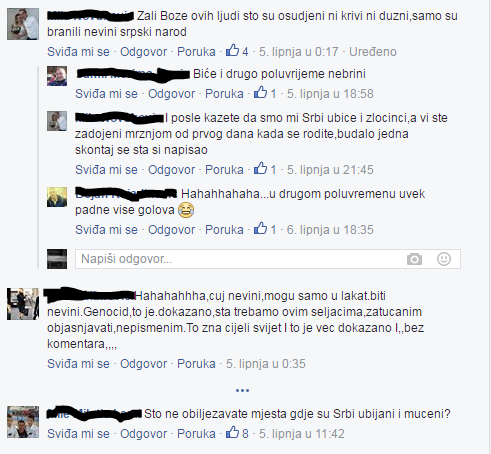 Zali Boze ovih ljudi sto su osudjeni ni krivi ni duzni,samo su
branili nevini srpski narod
Sviđa mi se · Odgovor · Poruka · 4 · 5. lipnja u 0:17 · Uređeno
Biće i drugo poluvrijeme nebrini
Sviđa mi se · Odgovor · Poruka · 1 · 5. lipnja u 18:58
I posle kazete da smo mi Srbi ubice i zlocinci,a vi ste
zadojeni mrznjom od prvog dana kada se rodite,budalo jedna
skontaj se sta si napisao
Sviđa mi se · Odgovor · Poruka · 1 · 5. lipnja u 21:45
Hahahhahaha...u drugom poluvremenu uvek
padne vise golova 😂
Sviđa mi se · Odgovor · Poruka · 1 · 6. lipnja u 18:35
Napiši odgovor...
Hahahahhha,cuj nevini,mogu samo u lakat.biti
nevini.Genocid,to je.dokazano,sta trebamo ovim seljacima,zatucanim
objasnjavati,nepismenim.To zna cijeli svijet I to je vec dokazano I,,bez
komentara,,,,
Sviđa mi se · Odgovor · Poruka · 5. lipnja u 0:35
Sto ne obiljezavate mjesta gdje su Srbi ubijani i muceni?
Sviđa mi se · Odgovor · Poruka · 8 · 5. lipnja u 11:42